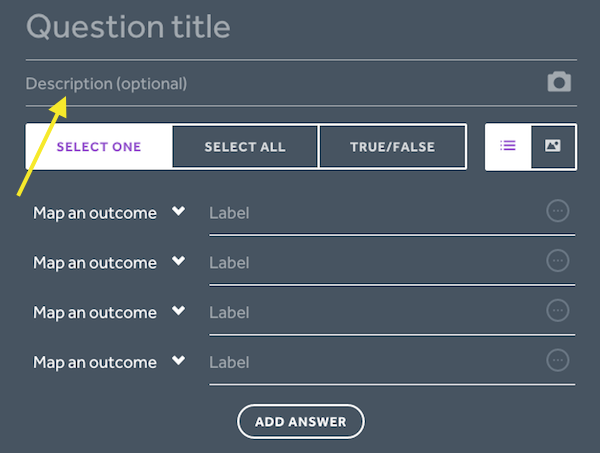 Question title
Description (optional)
SELECT ONE SELECT ALL TRUE/FALSE
Map an outcome Label
Map an outcome Label
Map an outcome Label
Map an outcome Label
ADD ANSWER